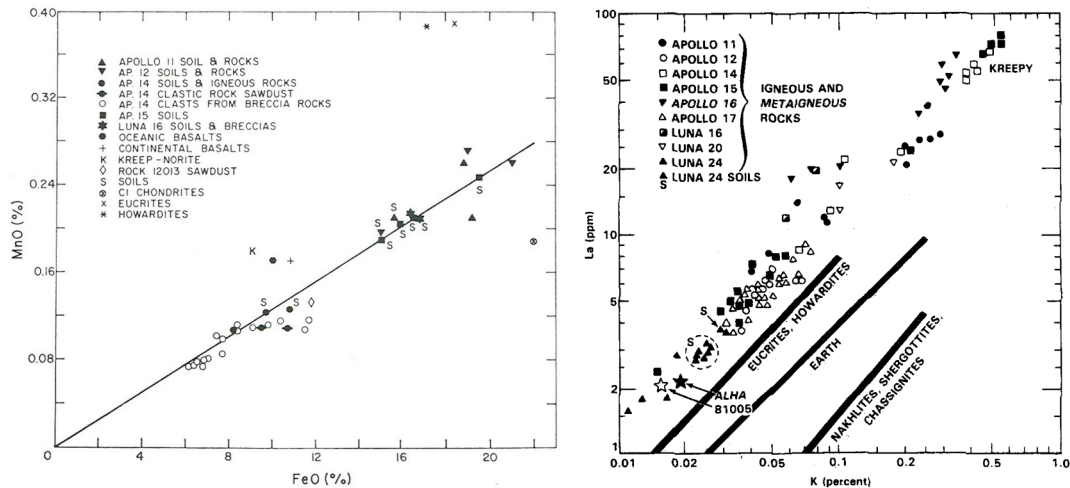 0.40
0.32
0.24
0.16
0.08
0
MnO (%)
APOLLO 11 SOIL & ROCKS
AP. 12 SOILS & ROCKS
AP. 14 SOILS & IGNEOUS ROCKS
AP. 14 CLASTIC ROCK SAWDUST
AP. 14 CLASTS FROM BRECCIA ROCKS
AP. 15 SOILS
LUNA 16 SOILS & BRECCIAS
OCEANIC BASALTS
+ CONTINENTAL BASALTS
K KREEP-NORITE
ROCK 12013 SAWDUST
S SOILS
C1 CHONDRITES
x EUCRITES
* HOWARDITES
K
S
S
S
S
S
S
S
S
S
0 4 8 12 16 20
FeO (%)
100
50
20
10
5
2
1
La (ppm)
APOLLO 11
APOLLO 12
APOLLO 14
APOLLO 15
APOLLO 16
APOLLO 17
LUNA 16
LUNA 20
LUNA 24
LUNA 24 SOILS
S
IGNEOUS AND
METAIGNEOUS
ROCKS
KREEPY
S
S
ALHA
81005
EUCRITES, HOWARDITES
EARTH
NAKHLITES, SHERGOTTITES,
CHASSIGNITES
0.01 0.02 0.05 0.1 0.2 0.5 1.0
K (percent)